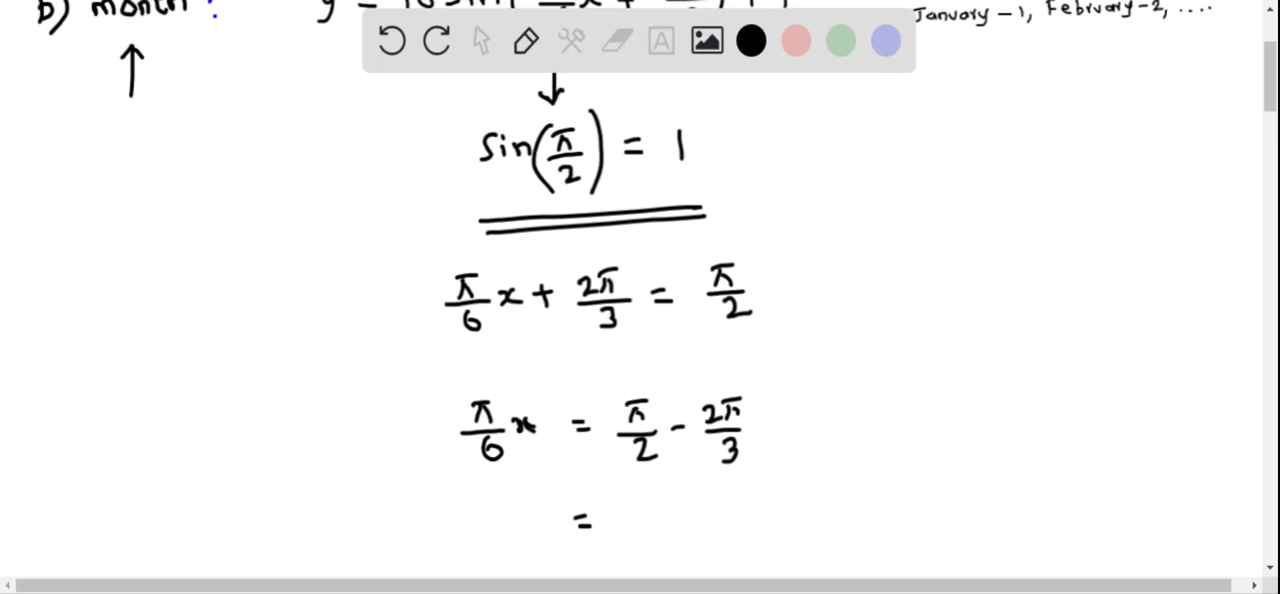 b) month?
January - 1, February - 2, ....
sin(π/2) = 1
π/6 x + 2π/3 = π/2
π/6 x = π/2 - 2π/3
=